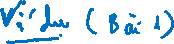 Ví dụ (Bài 1)